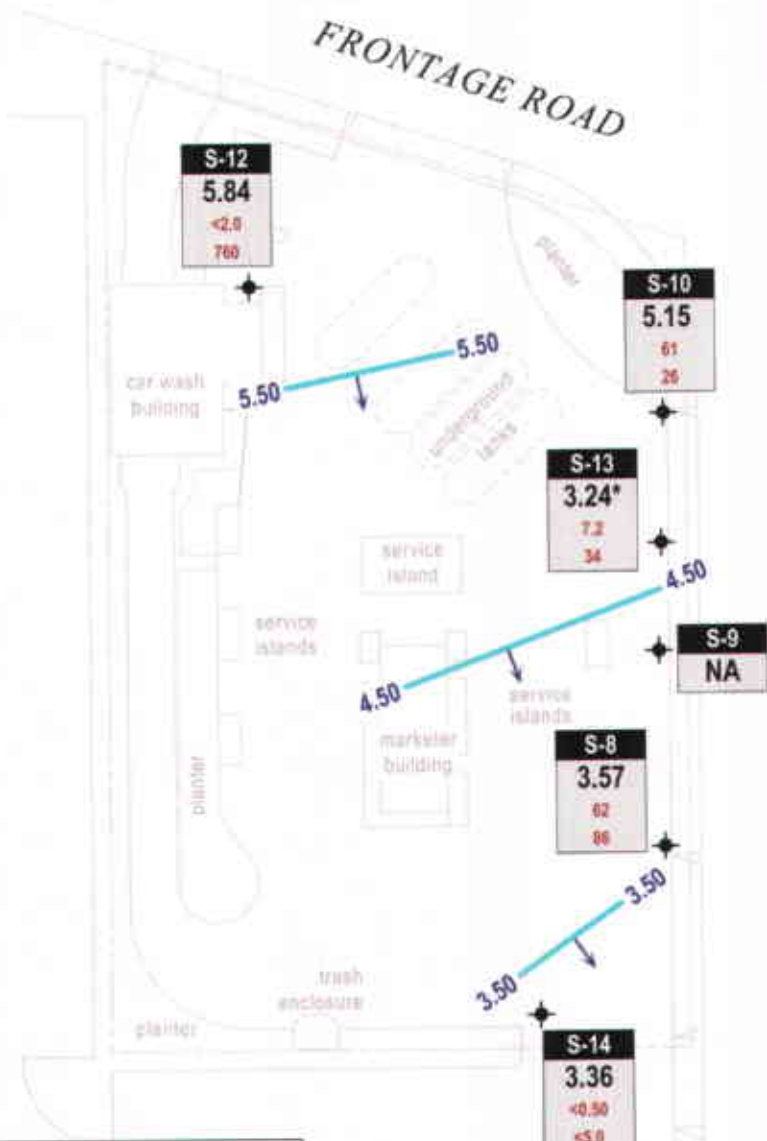 FRONTAGE ROAD
S-12
5.84
<2.0
760
planter
S-10
5.15
61
26
car wash
building
5.50
5.50
underground
tanks
S-13
3.24*
7.2
34
service
island
4.50
service
islands
S-9
NA
4.50
service
islands
marketer
building
S-8
3.57
62
86
planter
3.50
3.50
trash
enclosure
planter
S-14
3.36
<0.50
<5.0